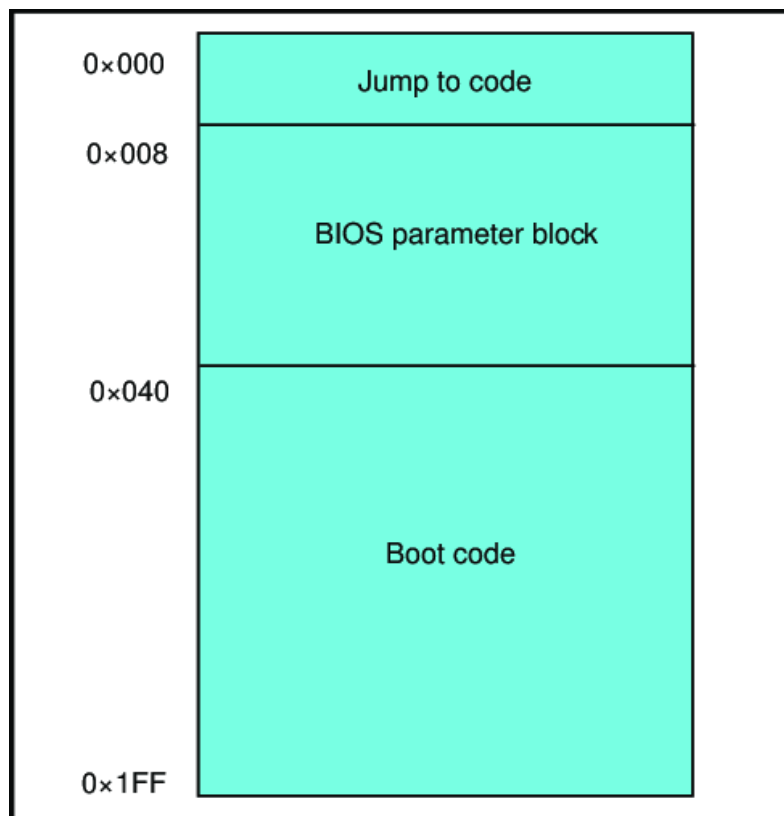 0×000
Jump to code
0×008
BIOS parameter block
0×040
Boot code
0×1FF